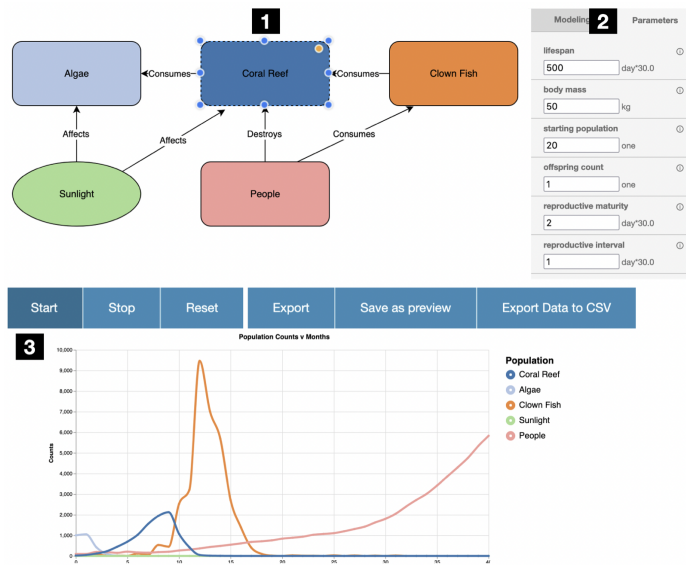 1
Modeling
2
Parameters
Algae
Consumes
Coral Reef
Consumes
Clown Fish
Affects
Affects
Destroys
Consumes
Sunlight
People
lifespan
500 day*30.0
body mass
50 kg
starting population
20 one
offspring count
1 one
reproductive maturity
2 day*30.0
reproductive interval
1 day*30.0
Start Stop Reset Export Save as preview Export Data to CSV
3
Population Counts v Months
Counts
10,000
9,000
8,000
7,000
6,000
5,000
4,000
3,000
2,000
1,000
0
0 5 10 15 20 25 30 35 40
Population
Coral Reef
Algae
Clown Fish
Sunlight
People